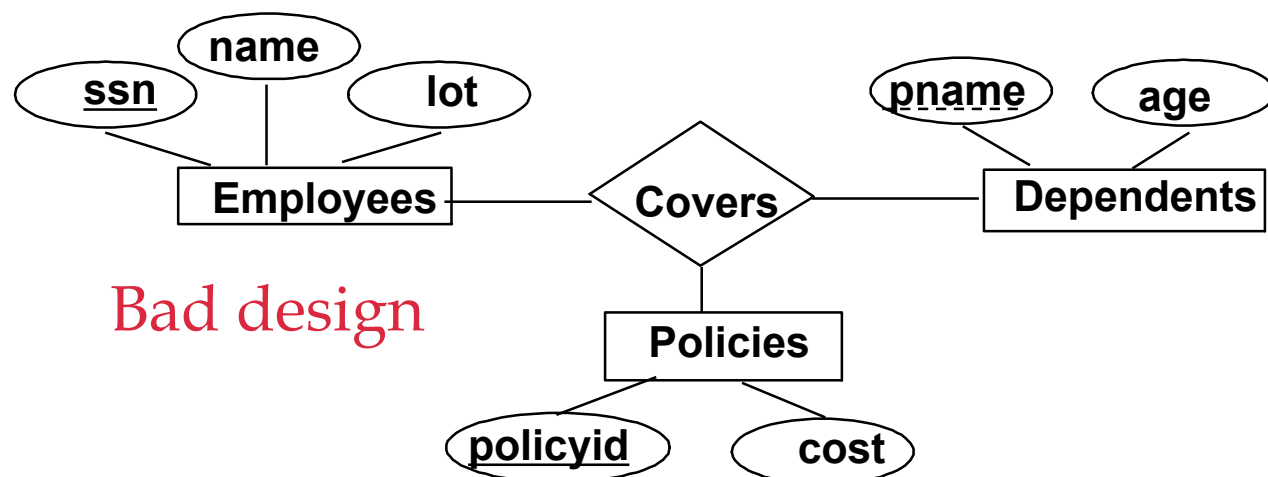 name
ssn
lot
pname
age
Employees
Covers
Dependents
Bad design
Policies
policyid
cost